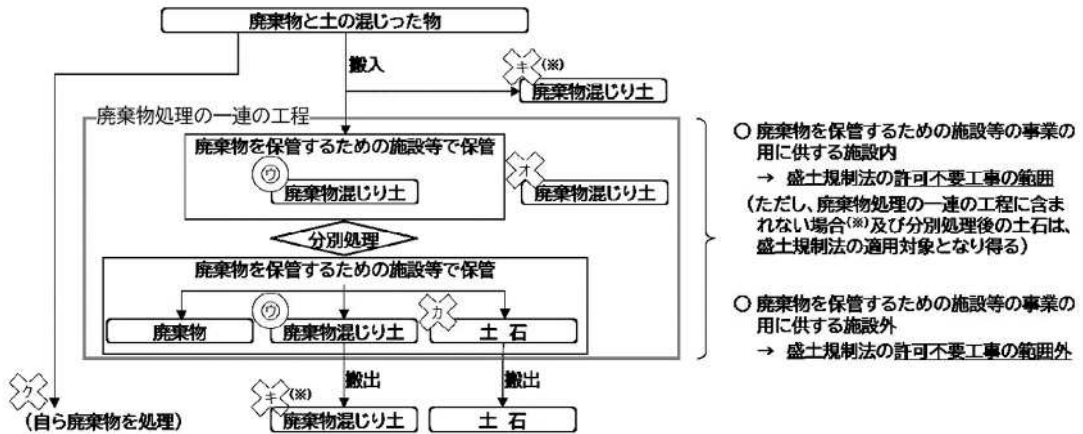 廃棄物と土の混じった物
搬入
キ (※)
廃棄物混じり土
廃棄物処理の一連の工程
廃棄物を保管するための施設等で保管
ウ
廃棄物混じり土
オ
廃棄物混じり土
分別処理
廃棄物を保管するための施設等で保管
廃棄物
ウ
廃棄物混じり土
カ
土 石
搬出
搬出
ク
(自ら廃棄物を処理)
キ (※)
廃棄物混じり土
土 石
○ 廃棄物を保管するための施設等の事業の
用に供する施設内
→ 盛土規制法の許可不要工事の範囲
(ただし、廃棄物処理の一連の工程に含ま
れない場合(※)及び分別処理後の土石は、
盛土規制法の適用対象となり得る)
○ 廃棄物を保管するための施設等の事業の
用に供する施設外
→ 盛土規制法の許可不要工事の範囲外